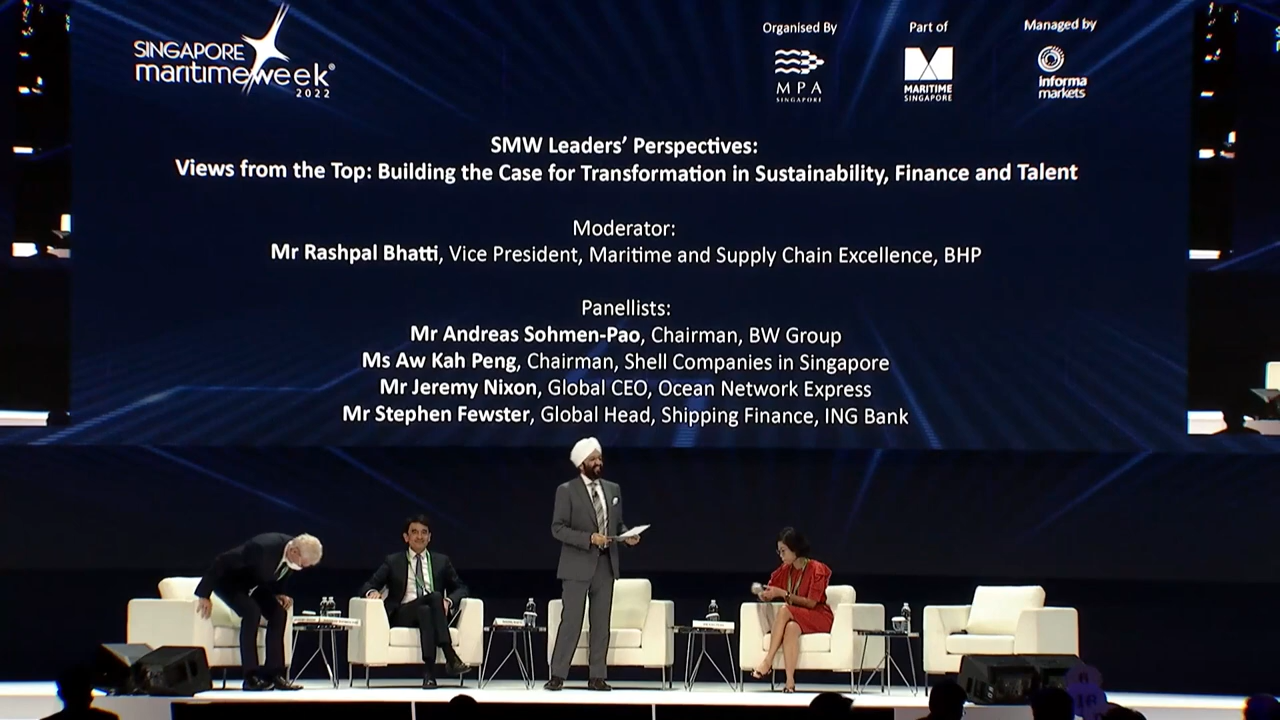 SINGAPORE
maritimeweek®
2022
Organised By
MPA
SINGAPORE
Part of
MARITIME
SINGAPORE
Managed by
informa
markets
SMW Leaders’ Perspectives:
Views from the Top: Building the Case for Transformation in Sustainability, Finance and Talent
Moderator:
Mr Rashpal Bhatti, Vice President, Maritime and Supply Chain Excellence, BHP
Panellists:
Mr Andreas Sohmen-Pao, Chairman, BW Group
Ms Aw Kah Peng, Chairman, Shell Companies in Singapore
Mr Jeremy Nixon, Global CEO, Ocean Network Express
Mr Stephen Fewster, Global Head, Shipping Finance, ING Bank